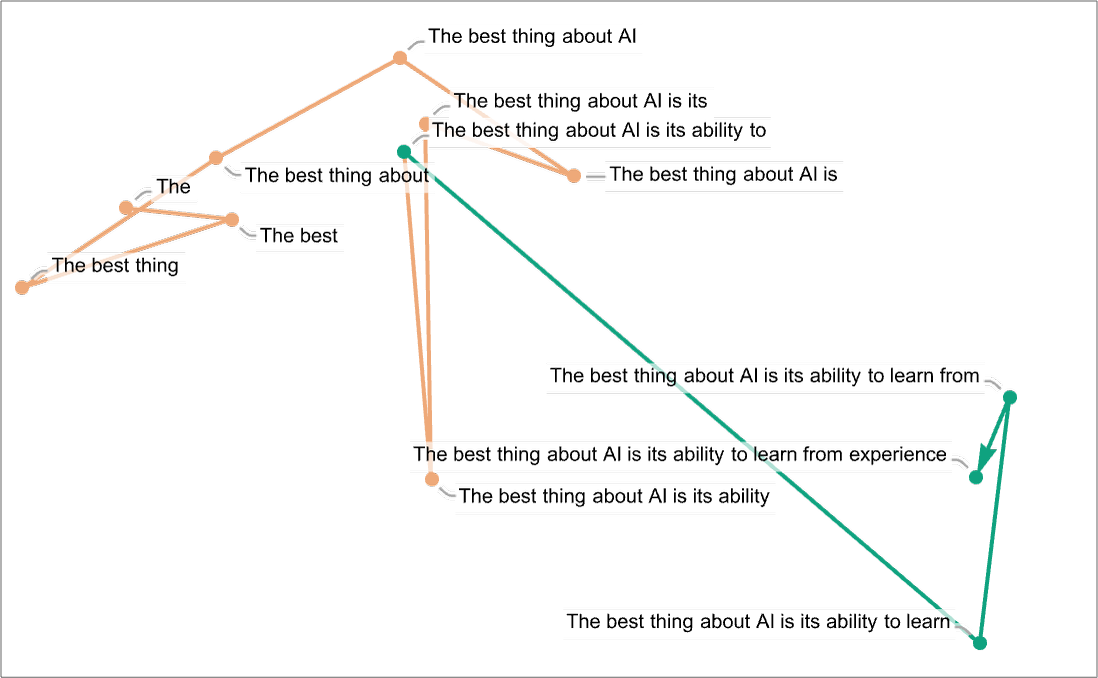 The best thing about AI
The best thing about AI is its
The best thing about AI is its ability to
The best thing about AI is
The best thing about
The
The best
The best thing
The best thing about AI is its ability to learn from
The best thing about AI is its ability to learn from experience
The best thing about AI is its ability
The best thing about AI is its ability to learn